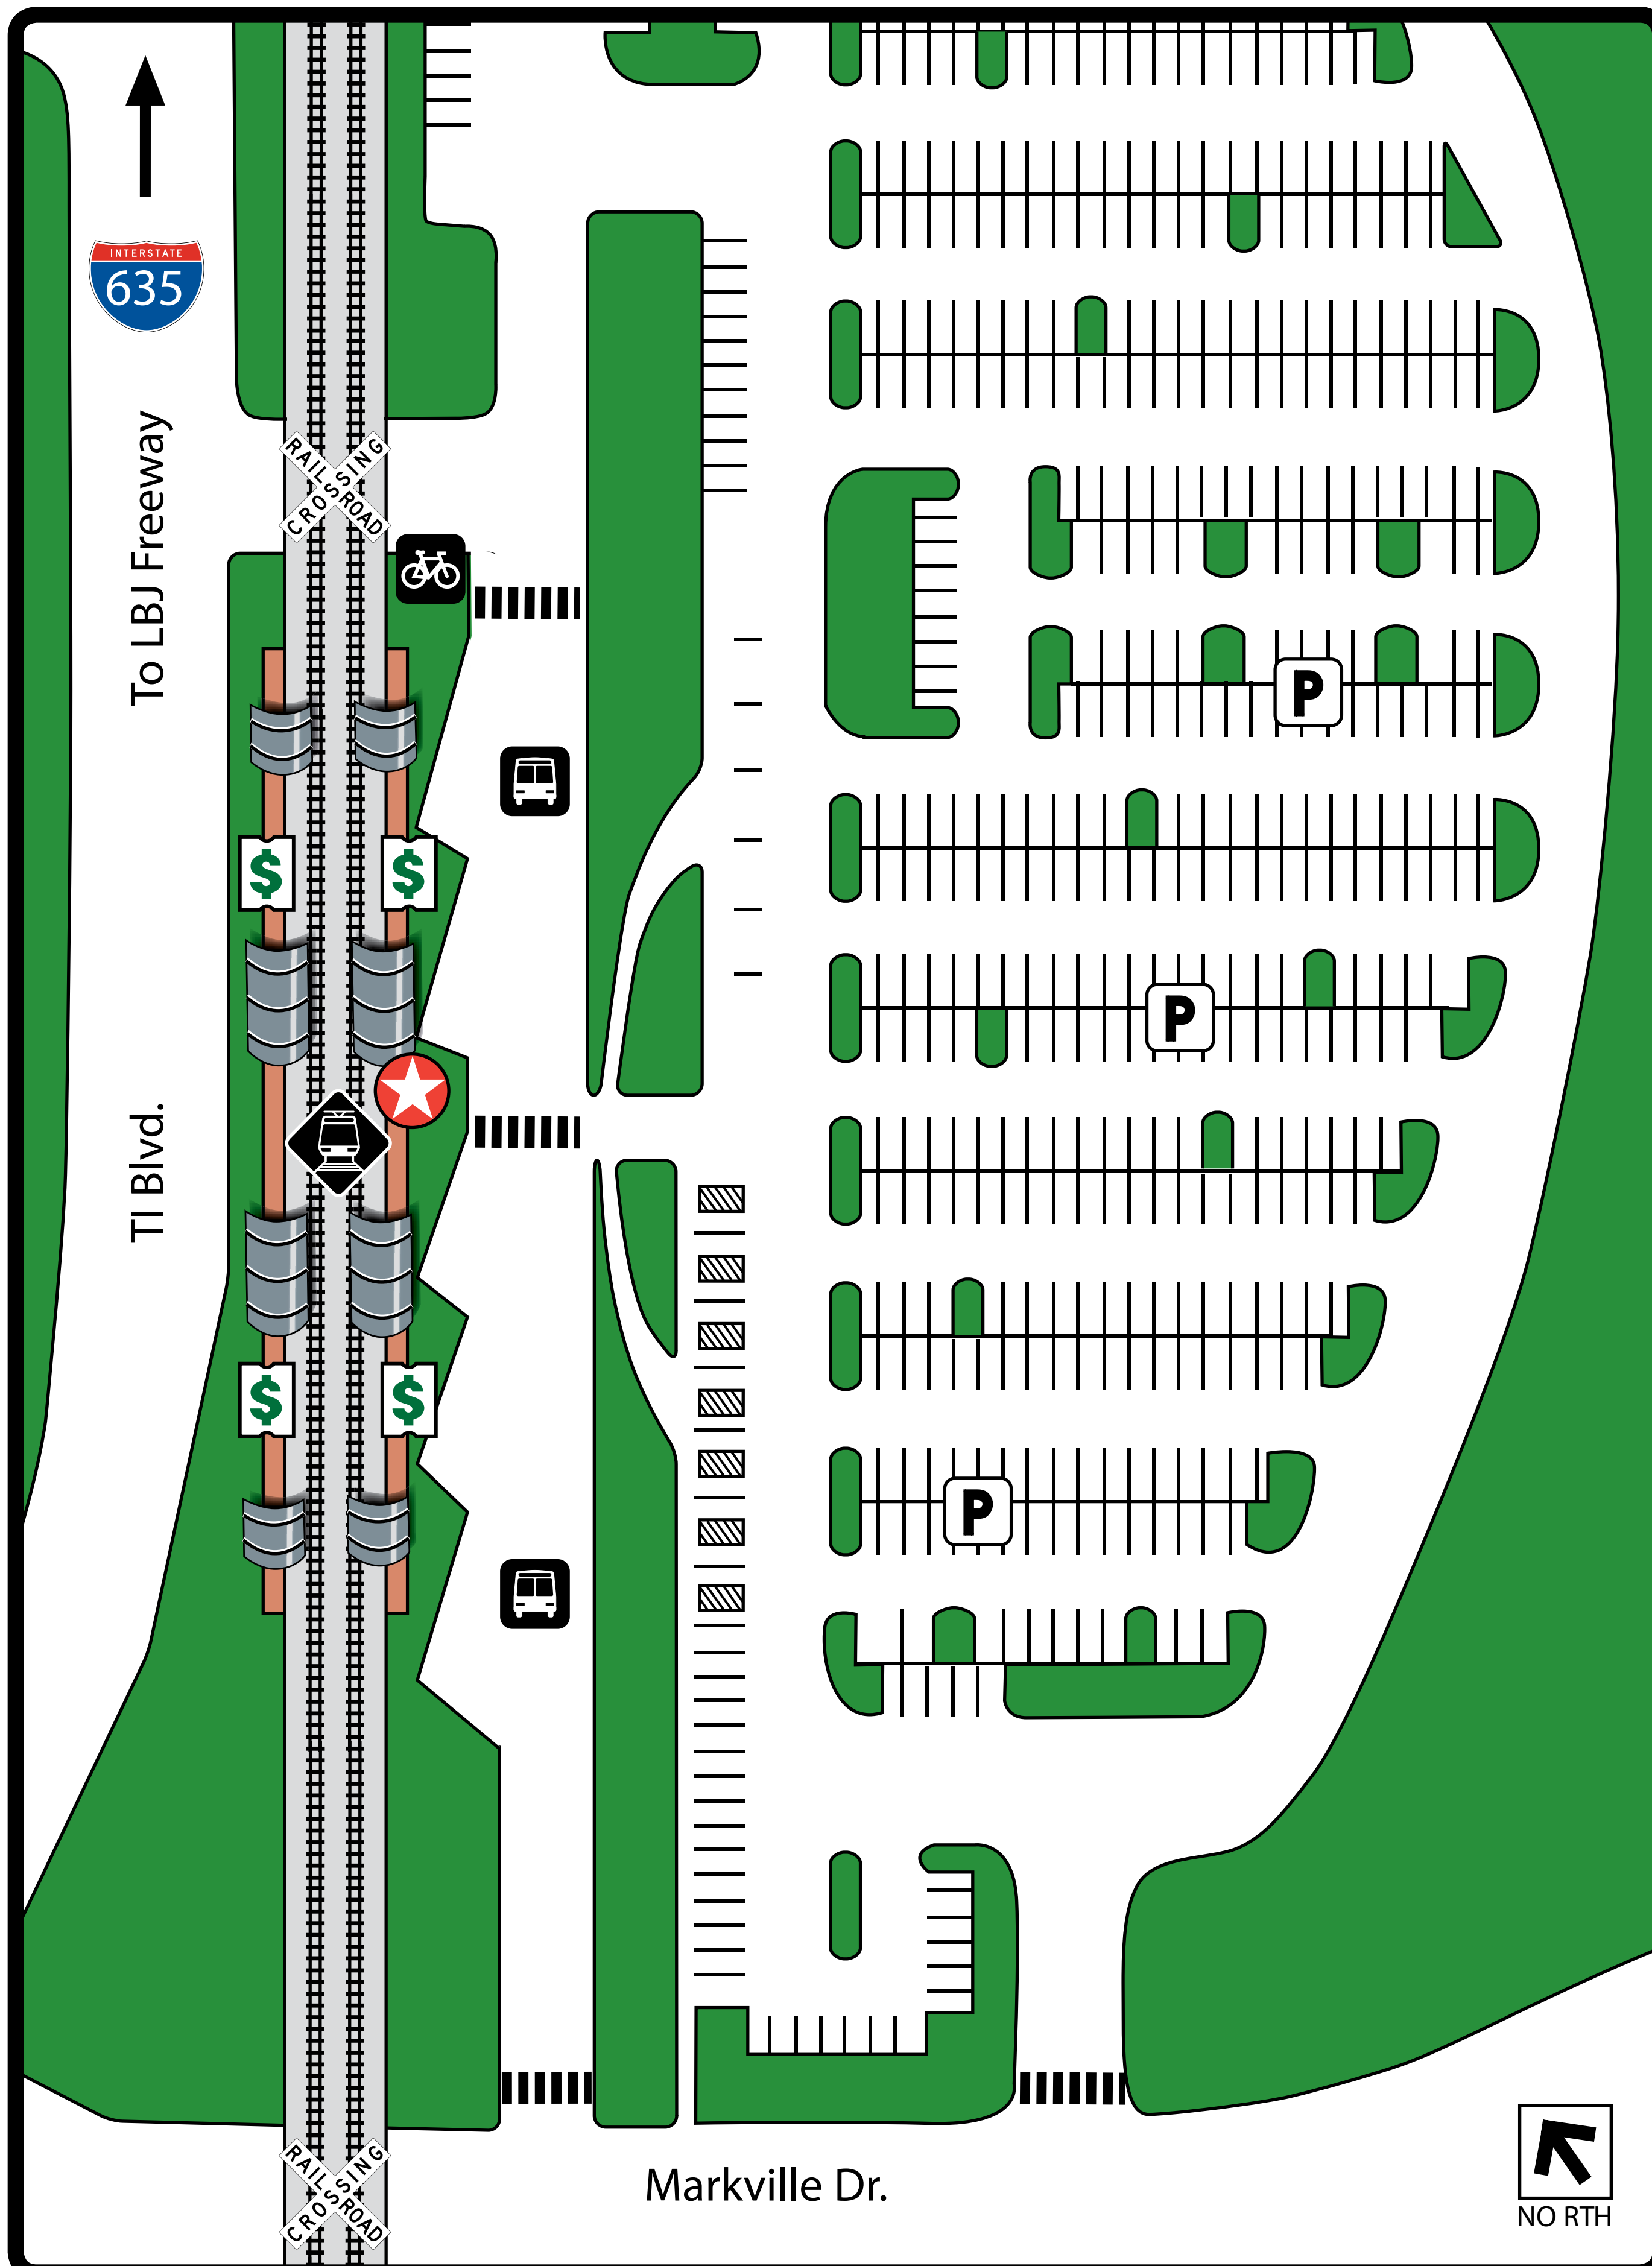 INTERSTATE
635
To LBJ Freeway
RAILROAD
CROSSING
P
$ $
P
TI Blvd.
$ $
P
RAILROAD
CROSSING
Markville Dr.
NO RTH